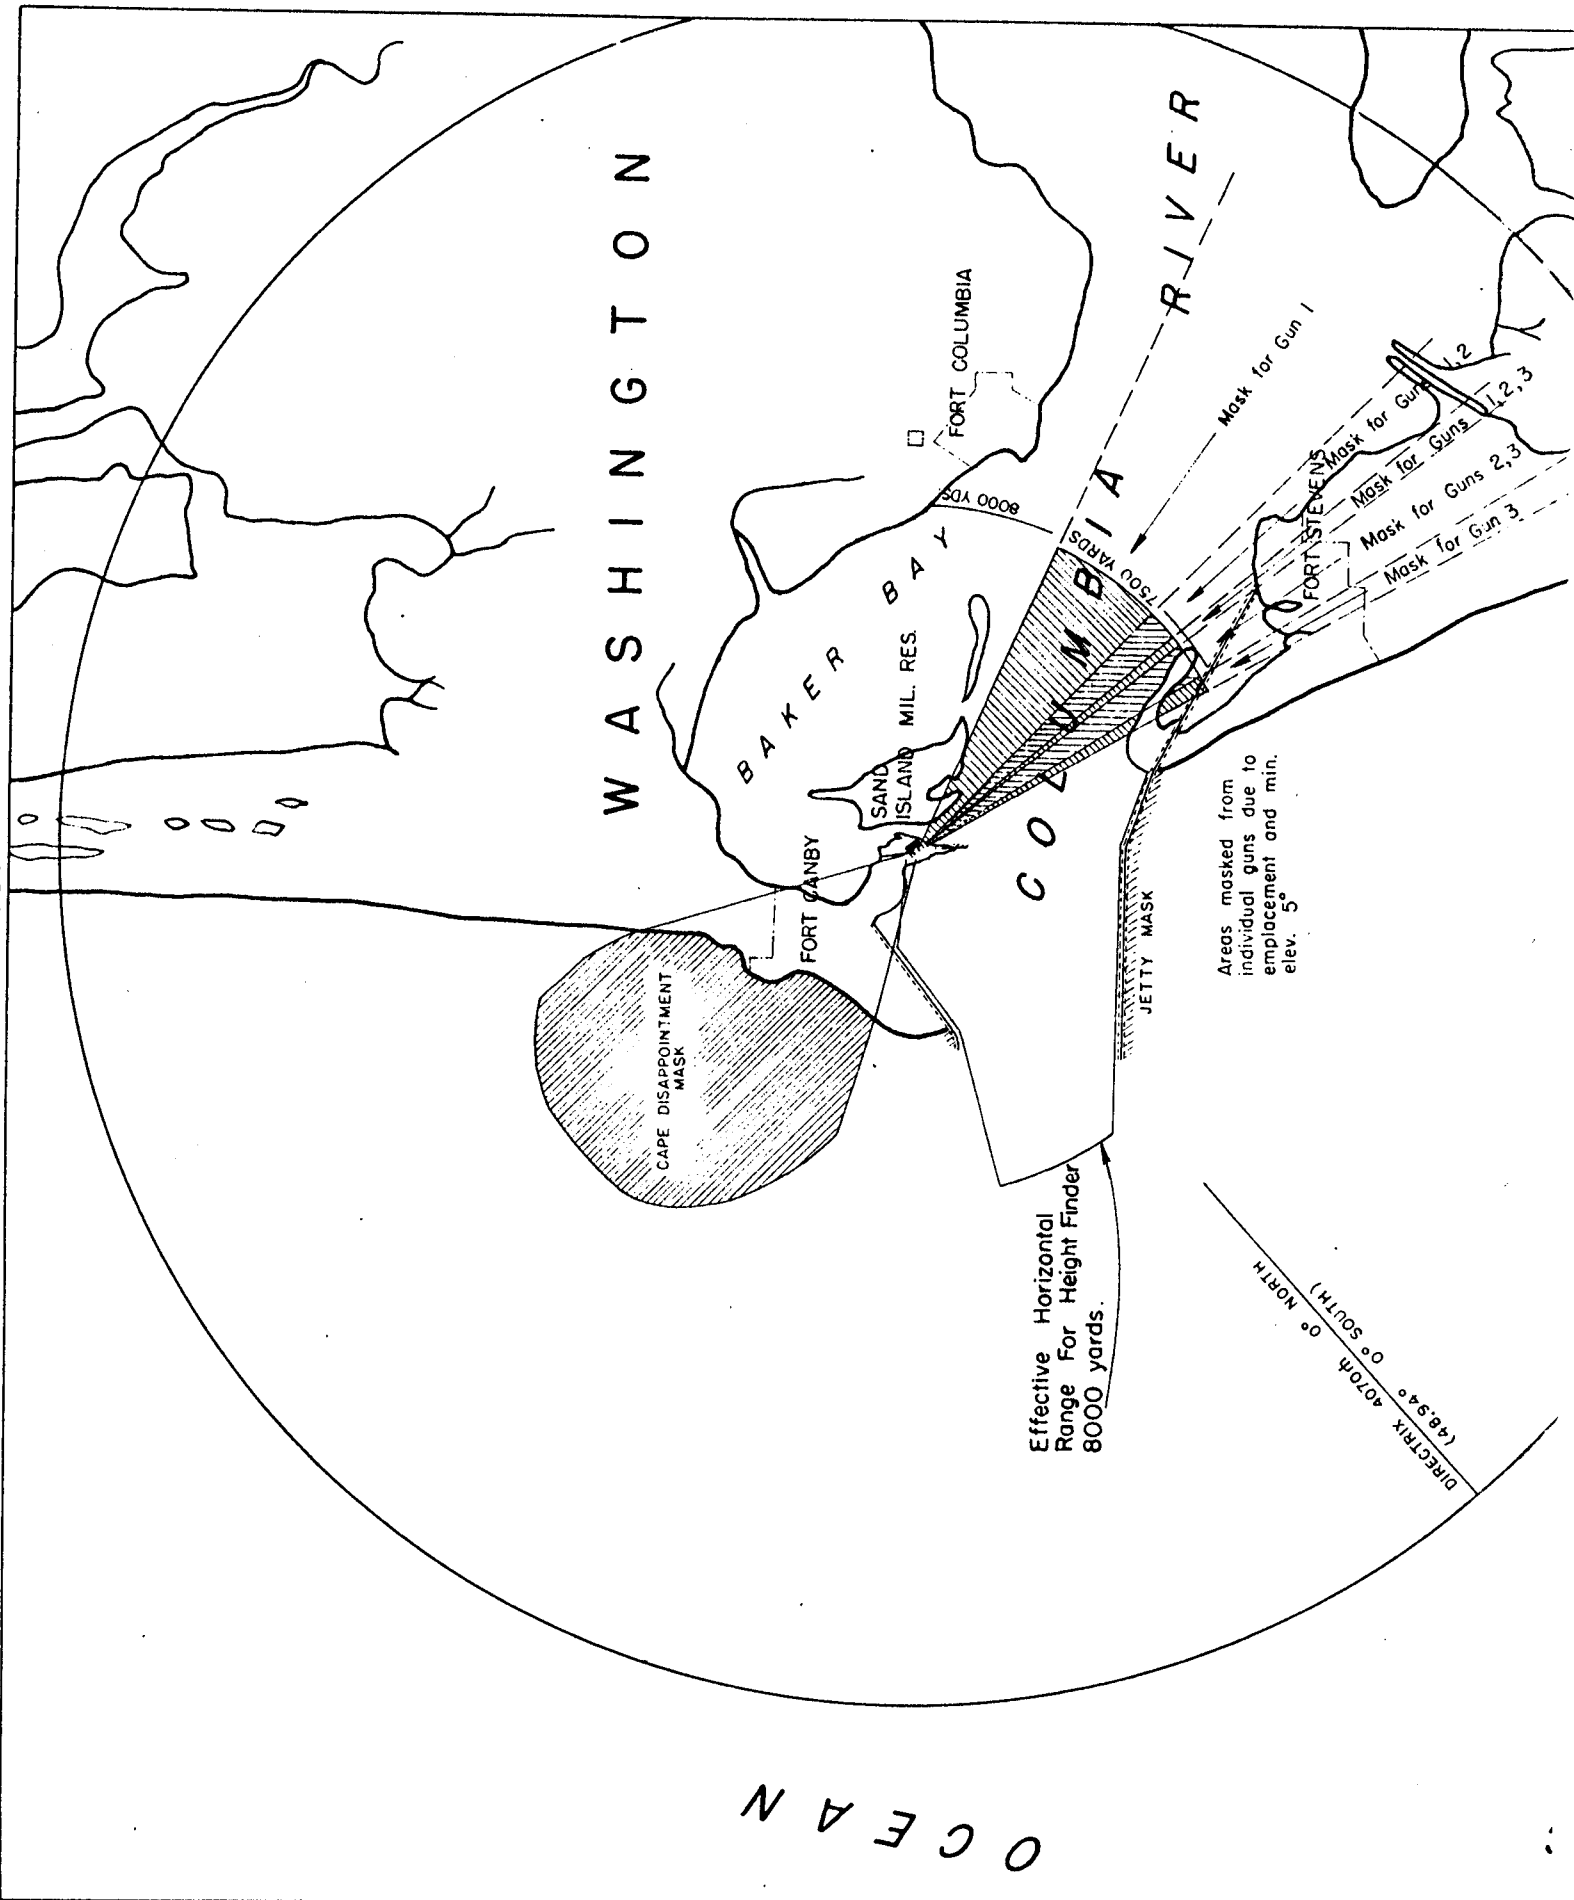 WASHINGTON
OCEAN
COLUMBIA RIVER
BAKER BAY
FORT COLUMBIA
8000 YDS
7500 YARDS
SAND
ISLAND MIL. RES.
FORT CANBY
CAPE DISAPPOINTMENT
MASK
FORT STEVENS
Mask for Gun 1
Mask for Guns 1,2
Mask for Guns 1,2,3
Mask for Guns 2,3
Mask for Gun 3
JETTY MASK
Areas masked from
individual guns due to
emplacement and min.
elev. 5°
Effective Horizontal
Range For Height Finder
8000 yards.
DIRECTRIX 4070ɱ 0° NORTH
(48.94° 0° SOUTH)